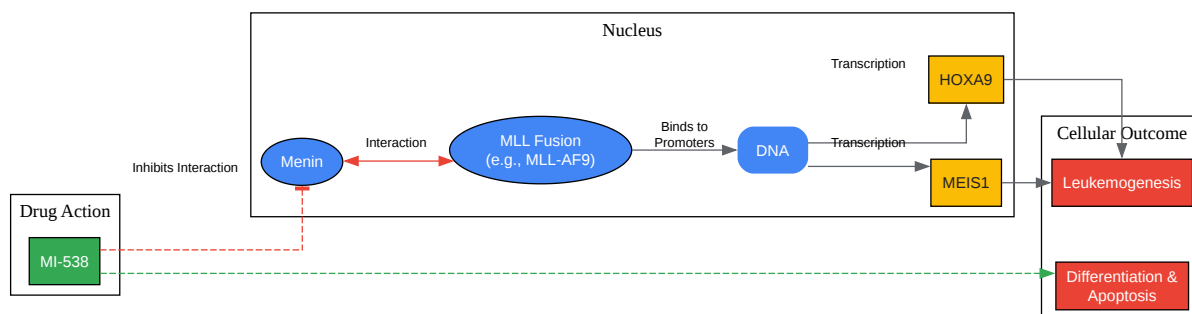 Nucleus
Transcription
HOXA9
Binds to
Promoters
Interaction
MLL Fusion
(e.g., MLL-AF9)
DNA
Transcription
Cellular Outcome
Inhibits Interaction
Menin
MEIS1
Leukemogenesis
Drug Action
MI-538
Differentiation &
Apoptosis